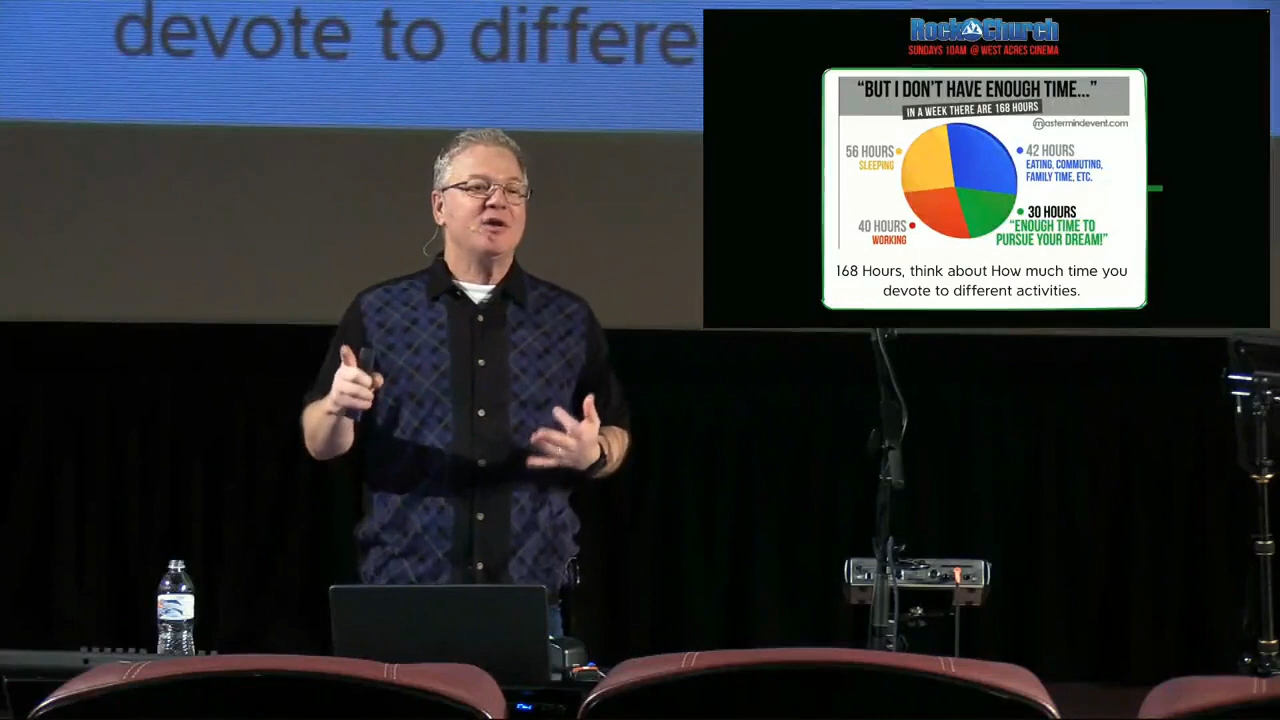 devote to differe
Rock Church
SUNDAYS 10AM @ WEST ACRES CINEMA
“BUT I DON'T HAVE ENOUGH TIME...”
IN A WEEK THERE ARE 168 HOURS
mastermindevent.com
56 HOURS
SLEEPING
42 HOURS
EATING, COMMUTING,
FAMILY TIME, ETC.
40 HOURS
WORKING
30 HOURS
“ENOUGH TIME TO
PURSUE YOUR DREAM!”
168 Hours, think about How much time you
devote to different activities.